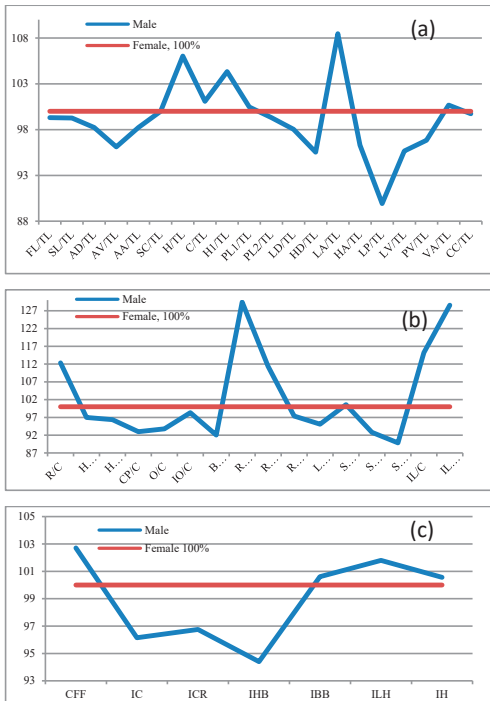 (a)
Male
Female, 100%
108
103
98
93
88
FL/TL
SL/TL
AD/TL
AV/TL
AA/TL
SC/TL
H/TL
C/TL
H1/TL
PL1/TL
PL2/TL
LD/TL
HD/TL
LA/TL
HA/TL
LP/TL
LV/TL
PV/TL
VA/TL
CC/TL
(b)
Male
Female, 100%
127
122
117
112
107
102
97
92
87
R/C
H…
H…
CP/C
O/C
IO/C
B…
R…
R…
R…
L…
S…
S…
S…
IL/C
IL…
(c)
Male
Female 100%
105
103
101
99
97
95
93
CFF
IC
ICR
IHB
IBB
ILH
IH